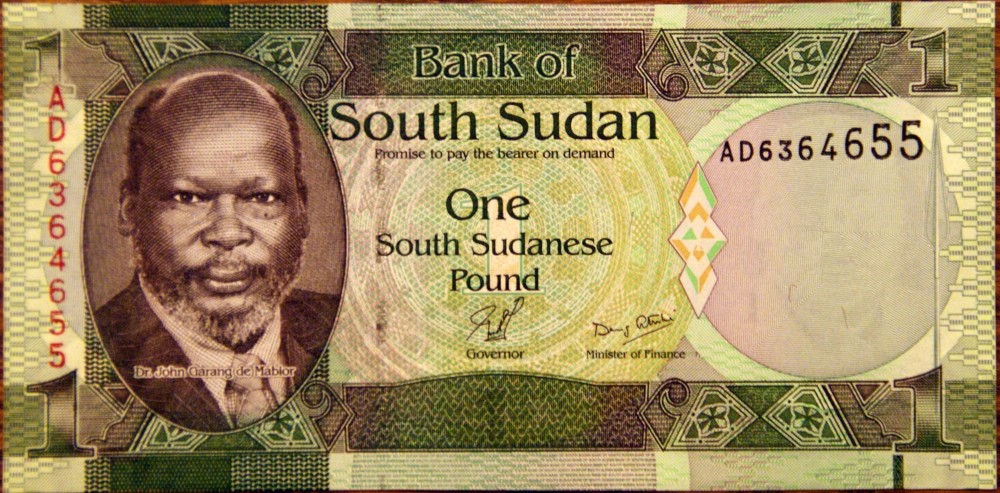 1
1
Bank of
South Sudan
Promise to pay the bearer on demand
AD6364655
AD6364655
One
South Sudanese
Pound
Governor
Minister of Finance
Dr. John Garang de Mabior
1
1